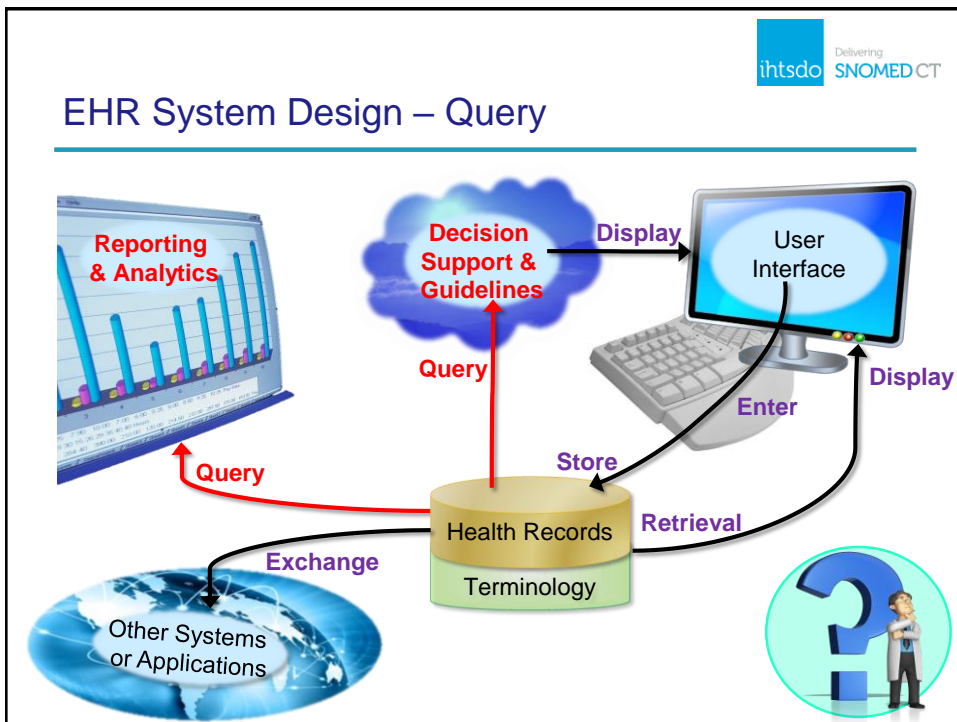 ihtsdo
Delivering
SNOMED CT
EHR System Design – Query
Reporting
& Analytics
Decision
Support &
Guidelines
Display
User
Interface
Query
Display
Enter
Store
Query
Health Records
Retrieval
Exchange
Terminology
Other Systems
or Applications